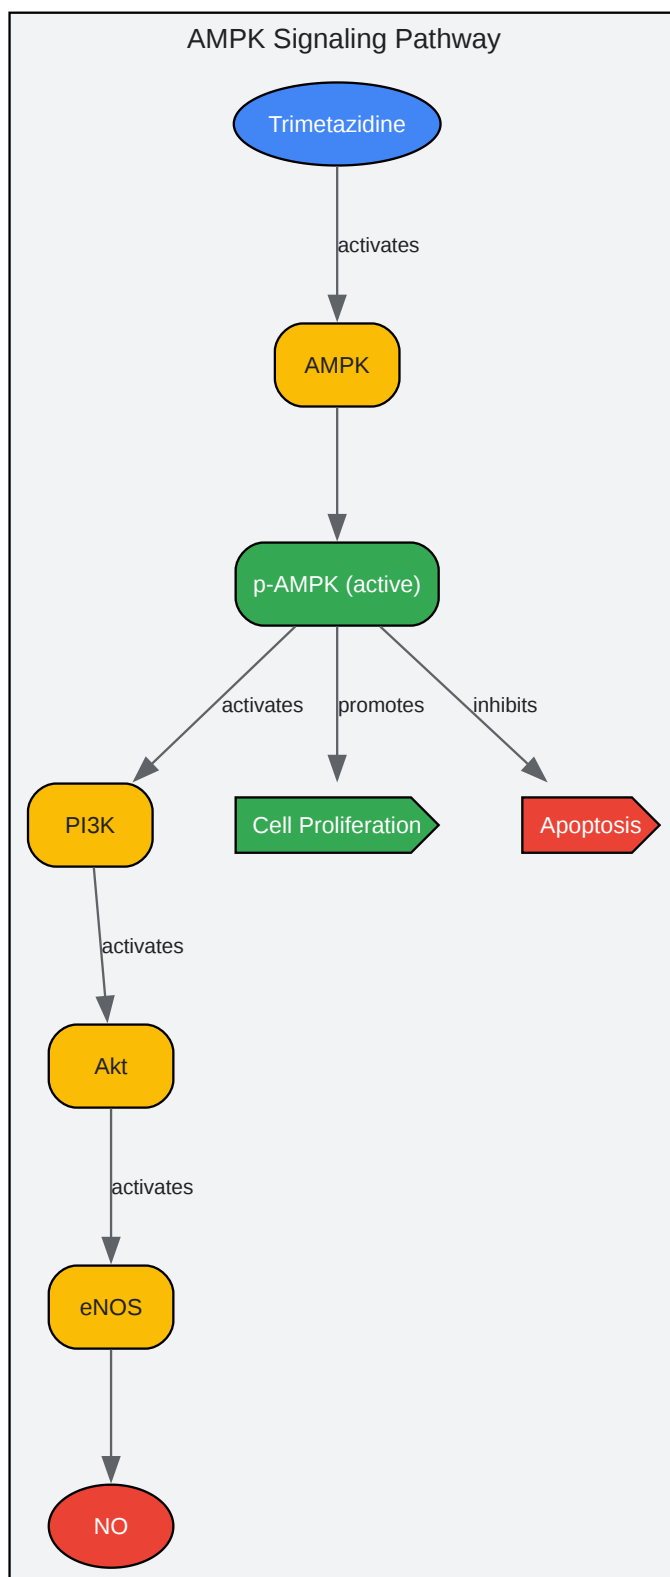 AMPK Signaling Pathway
Trimetazidine
activates
AMPK
p-AMPK (active)
activates
promotes
inhibits
PI3K
Cell Proliferation
Apoptosis
activates
Akt
activates
eNOS
NO